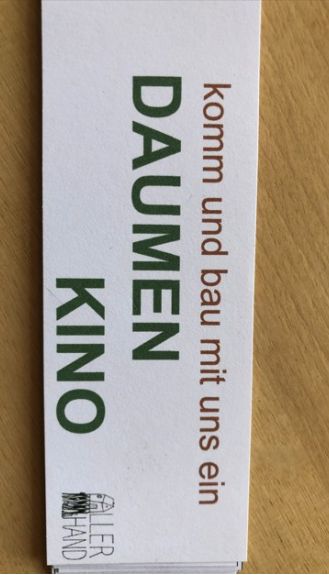 komm und bau mit uns ein
DAUMEN
KINO
ALLER
HAND